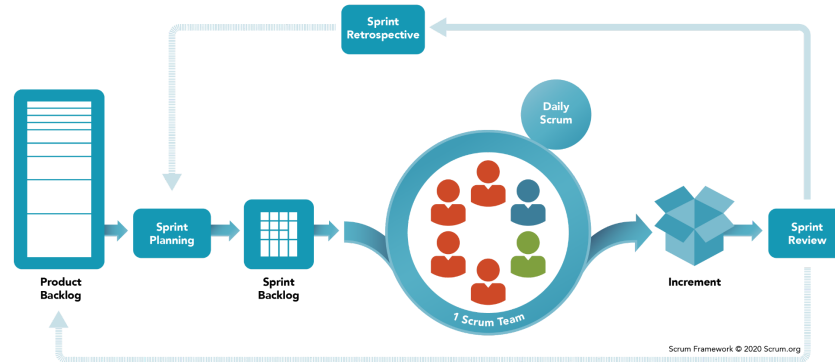 Sprint
Retrospective
Daily
Scrum
Sprint
Planning
Sprint
Review
Product
Backlog
Sprint
Backlog
1 Scrum Team
Increment
Scrum Framework © 2020 Scrum.org